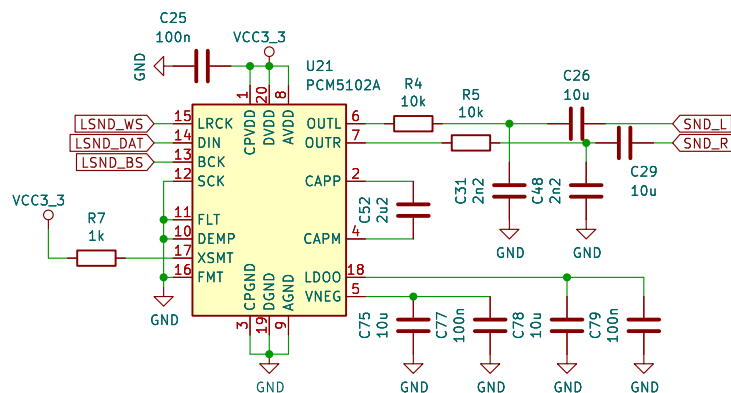 C25
100n
GND
VCC3_3
U21
PCM5102A
1
20
8
CPVDD
DVDD
AVDD
LSND_WS
15
LRCK
LSND_DAT
14
DIN
LSND_BS
13
BCK
12
SCK
11
FLT
10
DEMP
17
XSMT
16
FMT
VCC3_3
R7
1k
GND
OUTL
6
OUTR
7
CAPP
2
CAPM
4
LDOO
18
VNEG
5
CPGND
DGND
AGND
3
19
9
GND
R4
10k
R5
10k
C26
10u
SND_L
SND_R
C29
10u
C31
2n2
C48
2n2
GND
GND
C52
2u2
C75
10u
C77
100n
C78
10u
C79
100n
GND
GND
GND
GND